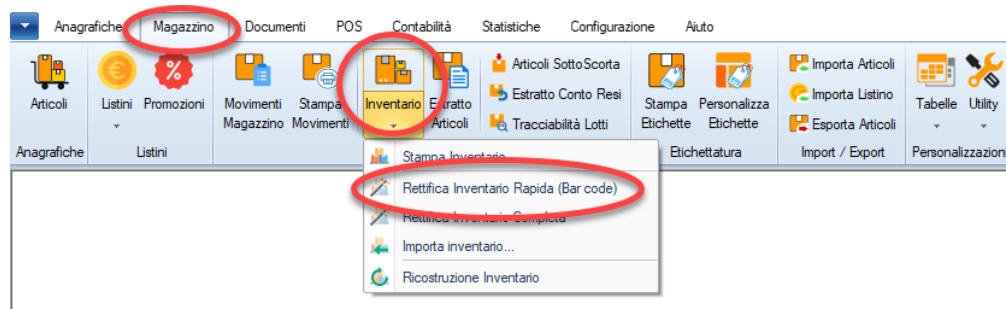 Anagrafiche Magazzino Documenti POS Contabilità Statistiche Configurazione Aiuto
Articoli
Listini
Promozioni
Movimenti
Magazzino
Stampa
Movimenti
Inventario
Estratto
Articoli
Articoli SottoScorta
Estratto Conto Resi
Tracciabilità Lotti
Stampa
Etichette
Personalizza
Etichette
Importa Articoli
Importa Listino
Esporta Articoli
Tabelle
Utility
Anagrafiche
Listini
Etichettatura
Import / Export
Personalizzazioni
Stampa Inventario
Rettifica Inventario Rapida (Bar code)
Rettifica Inventario Completa
Importa inventario...
Ricostruzione Inventario